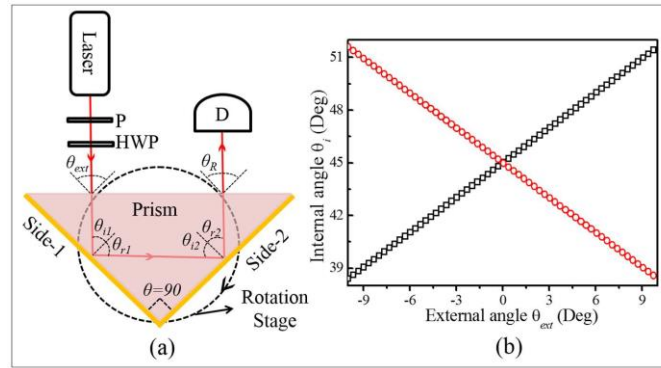 Laser
P
HWP
D
θext
θR
Prism
θi1
θr1
θi2
θr2
Side-1
Side-2
θ=90
Rotation
Stage
(a)
Internal angle θi (Deg)
51
48
45
42
39
-9 -6 -3 0 3 6 9
External angle θext (Deg)
(b)